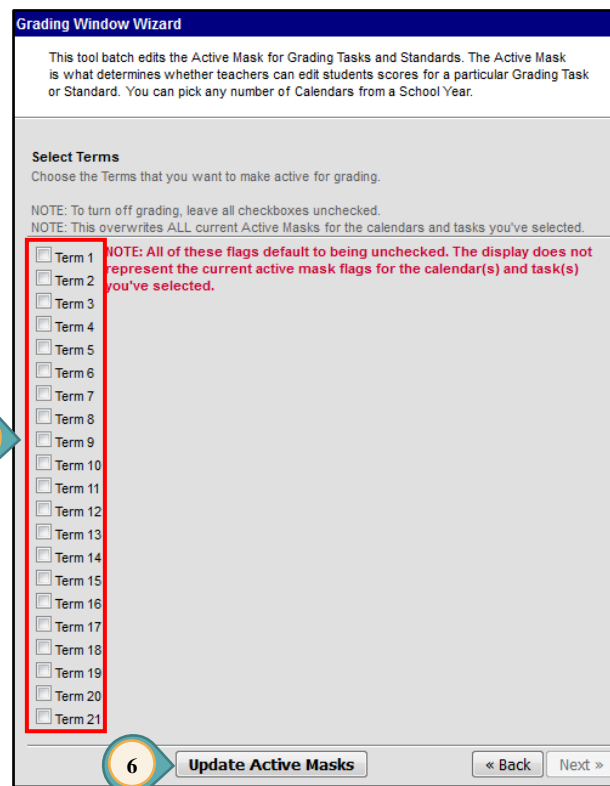 Grading Window Wizard
This tool batch edits the Active Mask for Grading Tasks and Standards. The Active Mask
is what determines whether teachers can edit students scores for a particular Grading Task
or Standard. You can pick any number of Calendars from a School Year.
Select Terms
Choose the Terms that you want to make active for grading.
NOTE: To turn off grading, leave all checkboxes unchecked.
NOTE: This overwrites ALL current Active Masks for the calendars and tasks you've selected.
NOTE: All of these flags default to being unchecked. The display does not
represent the current active mask flags for the calendar(s) and task(s)
you've selected.
Term 1
Term 2
Term 3
Term 4
Term 5
Term 6
Term 7
Term 8
Term 9
Term 10
Term 11
Term 12
Term 13
Term 14
Term 15
Term 16
Term 17
Term 18
Term 19
Term 20
Term 21
6
Update Active Masks
« Back
Next »